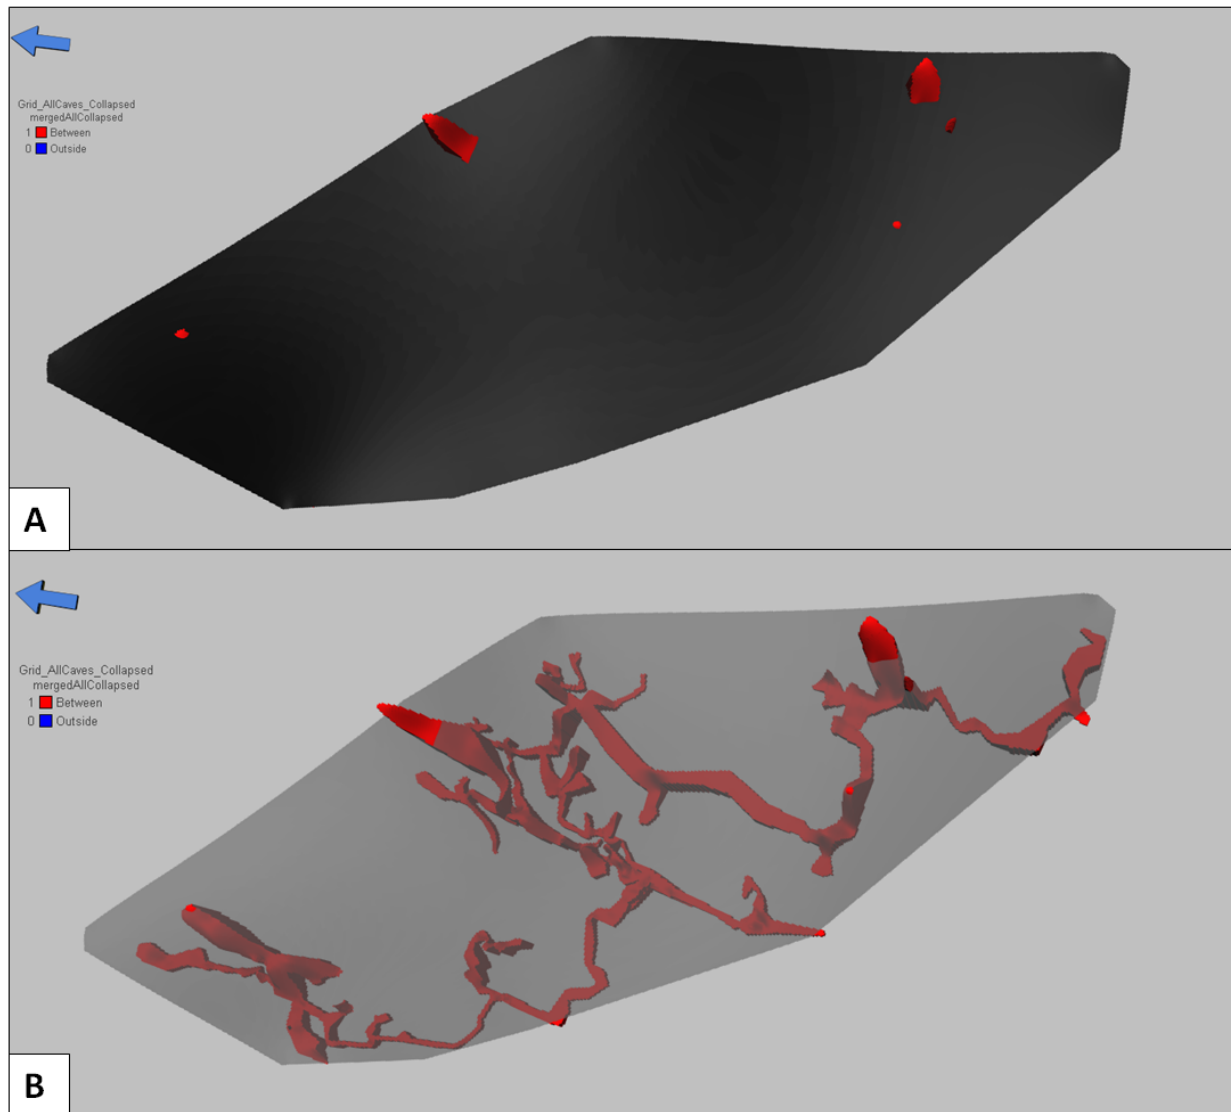 Grid_AllCaves_Collapsed
mergedAllCollapsed
1 Between
0 Outside
A
Grid_AllCaves_Collapsed
mergedAllCollapsed
1 Between
0 Outside
B